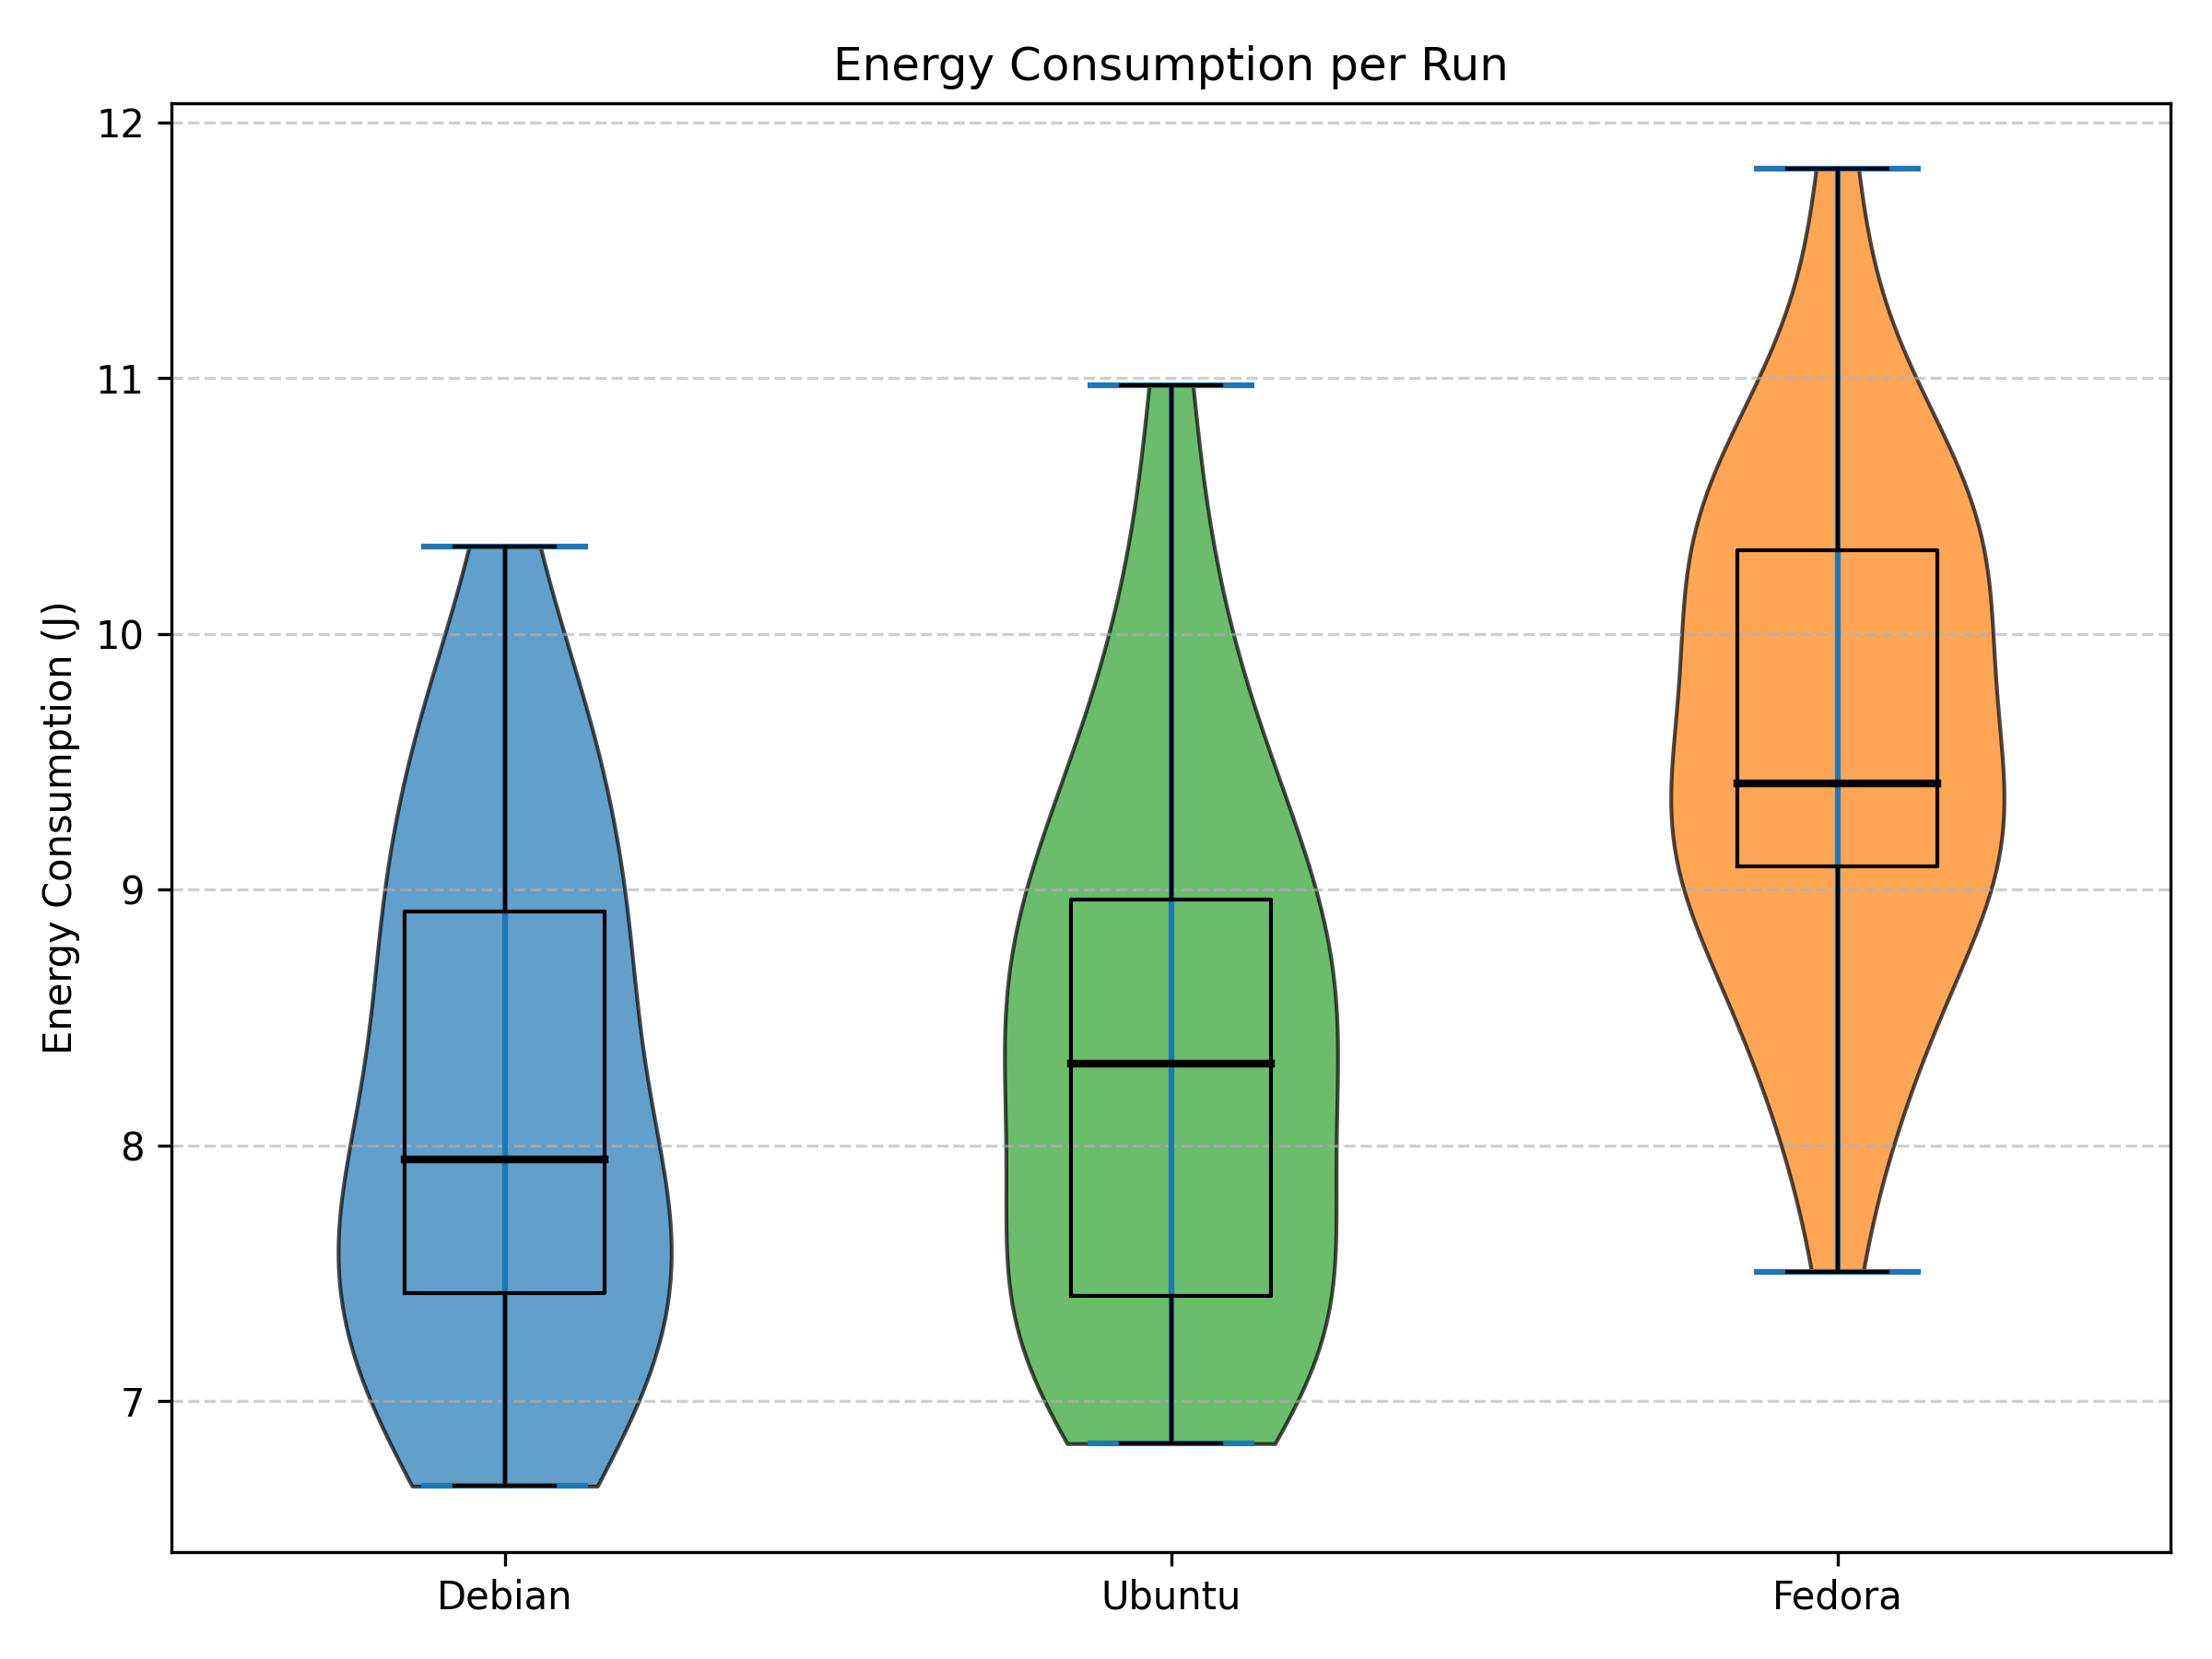 Energy Consumption per Run
Energy Consumption (J)
12
11
10
9
8
7
Debian
Ubuntu
Fedora